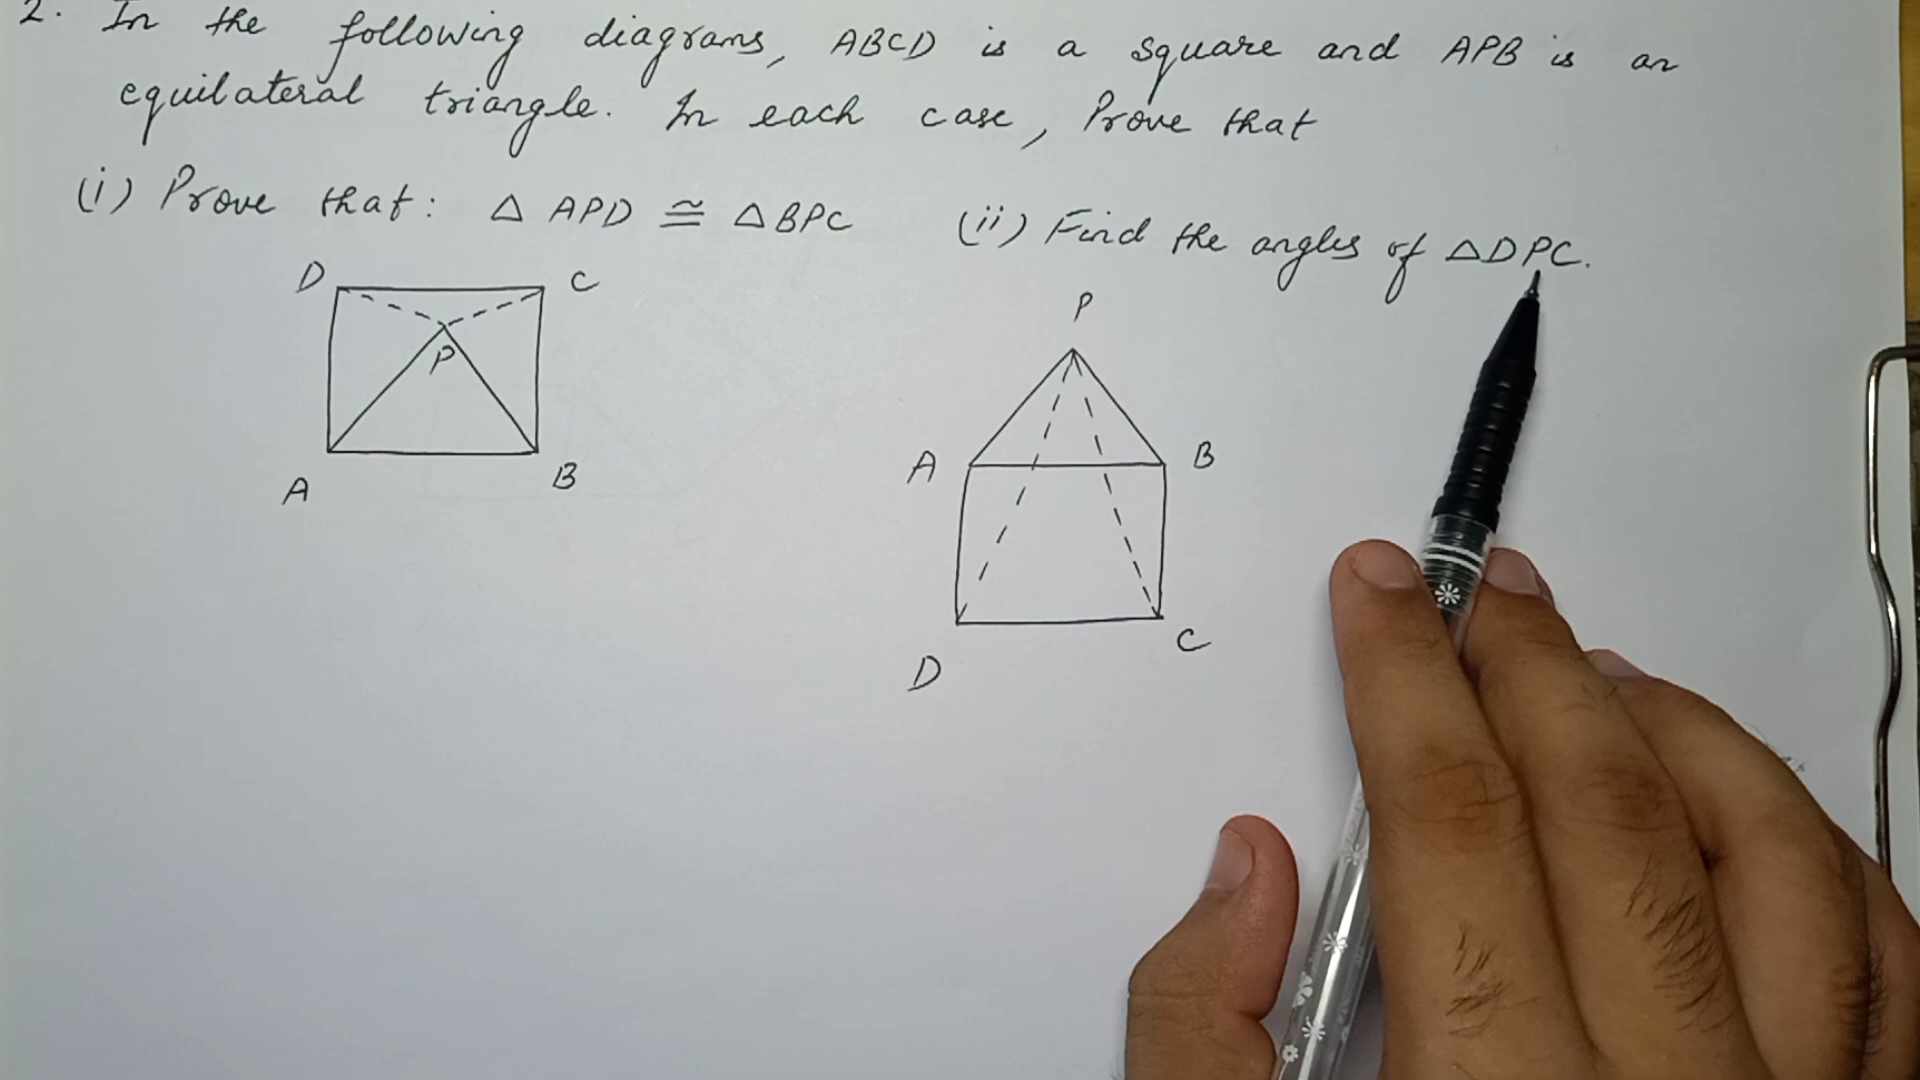 2. In the following diagrams, ABCD is a square and APB is an
equilateral triangle. In each case, Prove that
(i) Prove that: △ APD ≅ △BPC (ii) Find the angles of △DPC.
D C
P
A B
P
A B
D C